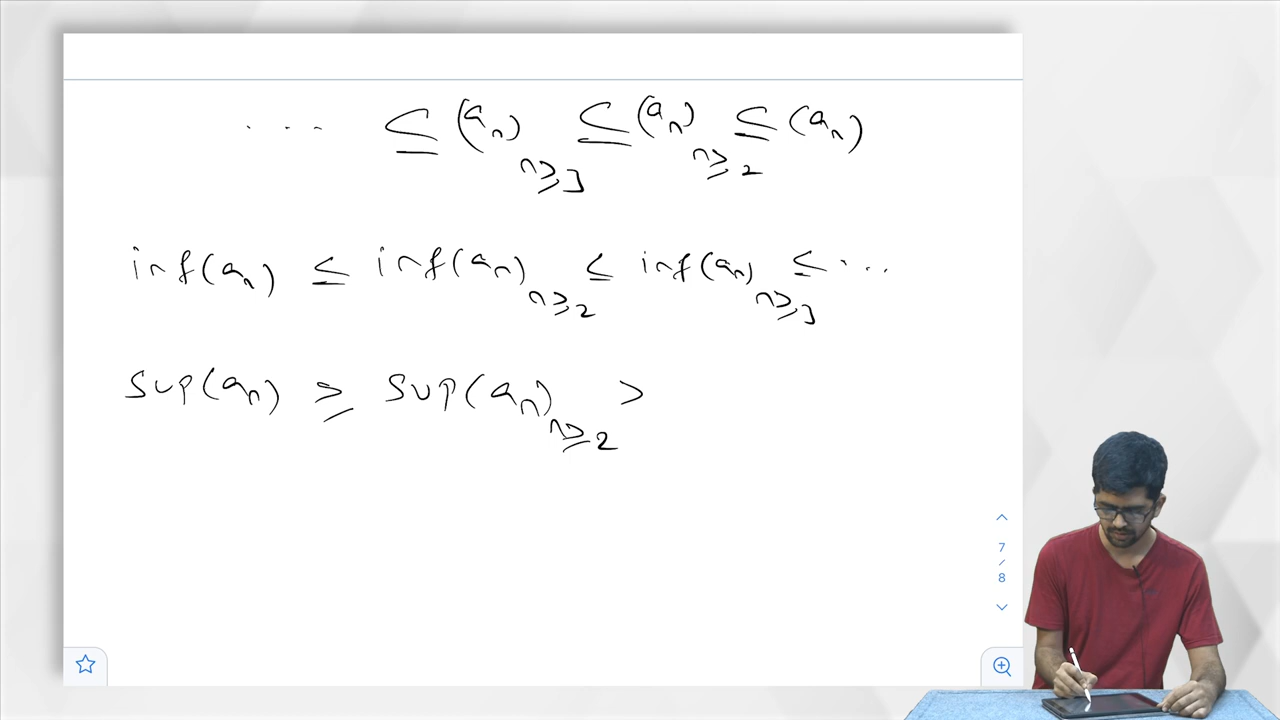 ... ⊆ (aₙ)ₙ≥₃ ⊆ (aₙ)ₙ≥₂ ⊆ (aₙ)
inf(aₙ) ≤ inf(aₙ)ₙ≥₂ ≤ inf(aₙ)ₙ≥₃ ≤ ...
sup(aₙ) ≥ sup(aₙ)ₙ≥₂ >
7
/
8